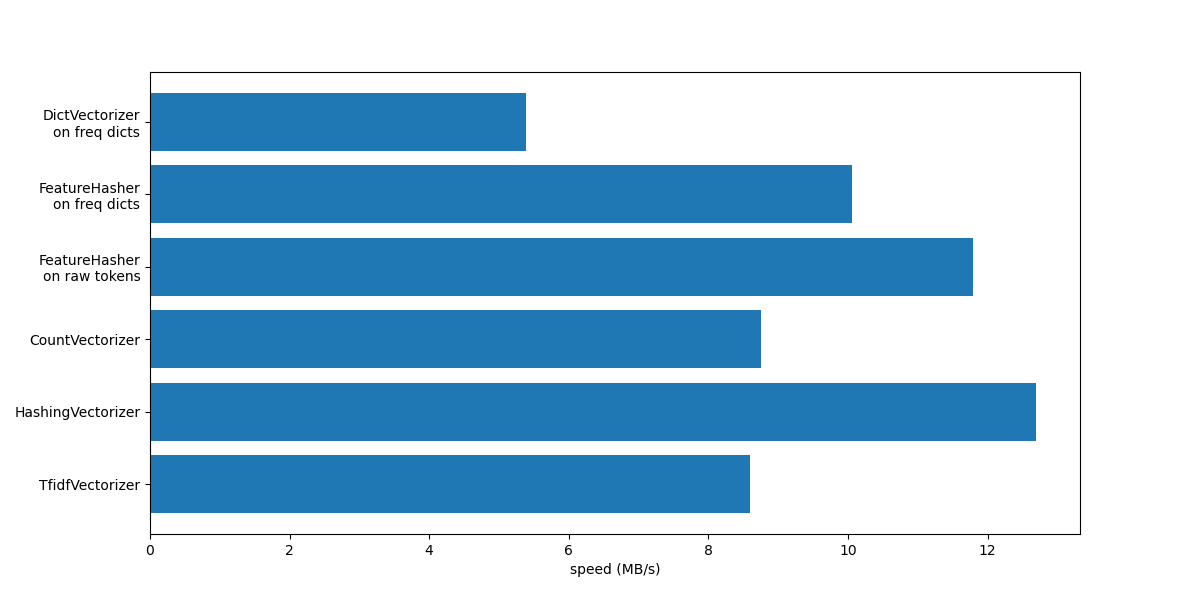 DictVectorizer
on freq dicts
FeatureHasher
on freq dicts
FeatureHasher
on raw tokens
CountVectorizer
HashingVectorizer
TfidfVectorizer
0 2 4 6 8 10 12
speed (MB/s)